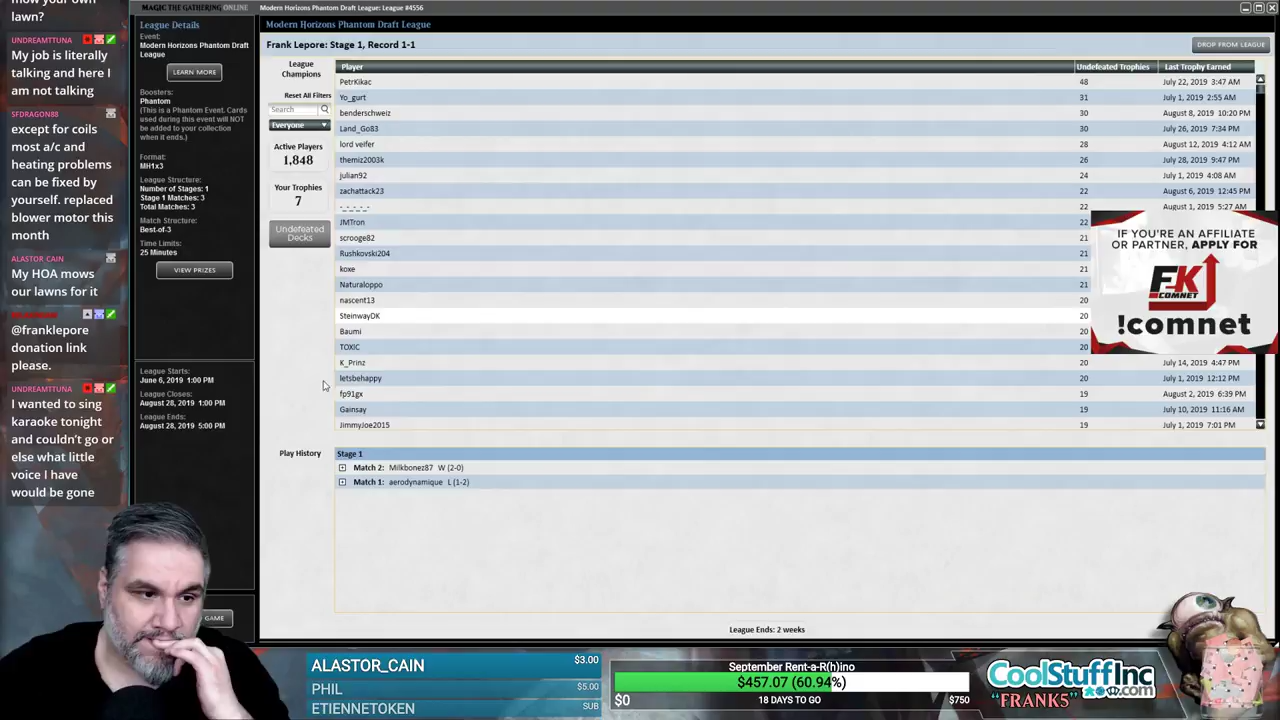 mow your own
lawn?
UNDREAMTTUNA
My job is literally
talking and here I
am not talking
SFDRAGON88
except for coils
most a/c and
heating problems
can be fixed by
yourself. replaced
blower motor this
month
ALASTOR_CAIN
My HOA mows
our lawns for it
@franklepore
donation link
please.
UNDREAMTTUNA
I wanted to sing
karaoke tonight
and couldn't go or
else what little
voice I have
would be gone
MAGIC THE GATHERING ONLINE
Modern Horizons Phantom Draft League: League #4556
League Details
Event:
Modern Horizons Phantom Draft
League
LEARN MORE
Boosters:
Phantom
(This is a Phantom Event. Cards
used during this event will NOT
be added to your collection
when it ends.)
Format:
MH1x3
League Structure:
Number of Stages: 1
Stage 1 Matches: 3
Total Matches: 3
Match Structure:
Best-of-3
Time Limits:
25 Minutes
VIEW PRIZES
League Starts:
June 6, 2019 1:00 PM
League Closes:
August 28, 2019 1:00 PM
League Ends:
August 28, 2019 5:00 PM
GAME
Modern Horizons Phantom Draft League
Frank Lepore: Stage 1, Record 1-1
DROP FROM LEAGUE
League
Champions
Reset All Filters
Search
Everyone
Active Players
1,848
Your Trophies
7
Undefeated
Decks
Player Undefeated Trophies Last Trophy Earned
PetrKikac 48 July 22, 2019 3:47 AM
Yo_gurt 31 July 1, 2019 2:55 AM
benderschweiz 30 August 8, 2019 10:20 PM
Land_Go83 30 July 26, 2019 7:34 PM
lord veifer 28 August 12, 2019 4:12 AM
themiz2003k 26 July 28, 2019 9:47 PM
julian92 24 July 1, 2019 4:08 AM
zachattack23 22 August 6, 2019 12:45 PM
-_-_-_-_- 22 August 1, 2019 5:27 AM
JMTron 22
scrooge82 21
Rushkovski204 21
koxe 21
Naturaloppo 21
nascent13 20
SteinwayDK 20
Baumi 20
TOXIC 20
K_Prinz 20 July 14, 2019 4:47 AM
letsbehappy 20 July 1, 2019 12:12 PM
fp91gx 19 August 2, 2019 6:39 PM
Gainsay 19 July 10, 2019 11:16 AM
JimmyJoe2015 19 July 1, 2019 7:01 PM
IF YOU'RE AN AFFILIATE
OR PARTNER, APPLY FOR
FK
COMNET
!comnet
Play History
Stage 1
Match 2: Milkbonez87 W (2-0)
Match 1: aerodynamique L (1-2)
League Ends: 2 weeks
ALASTOR_CAIN $3.00
PHIL $5.00
ETIENNETOKEN SUB
September Rent-a-R(h)ino
$457.07 (60.94%)
$0 18 DAYS TO GO $750
CoolStuffInc
.com
"FRANK5"